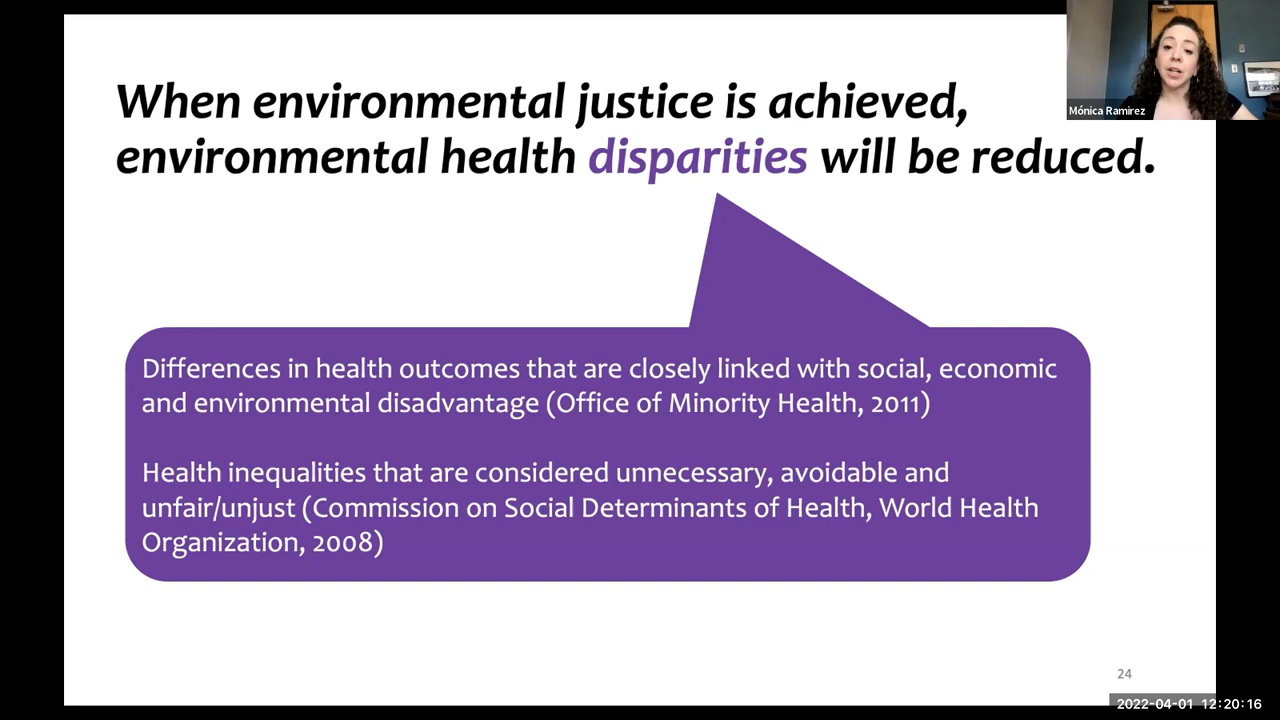 When environmental justice is achieved,
environmental health disparities will be reduced.
Mónica Ramirez
Differences in health outcomes that are closely linked with social, economic
and environmental disadvantage (Office of Minority Health, 2011)
Health inequalities that are considered unnecessary, avoidable and
unfair/unjust (Commission on Social Determinants of Health, World Health
Organization, 2008)
24
2022-04-01 12:20:16